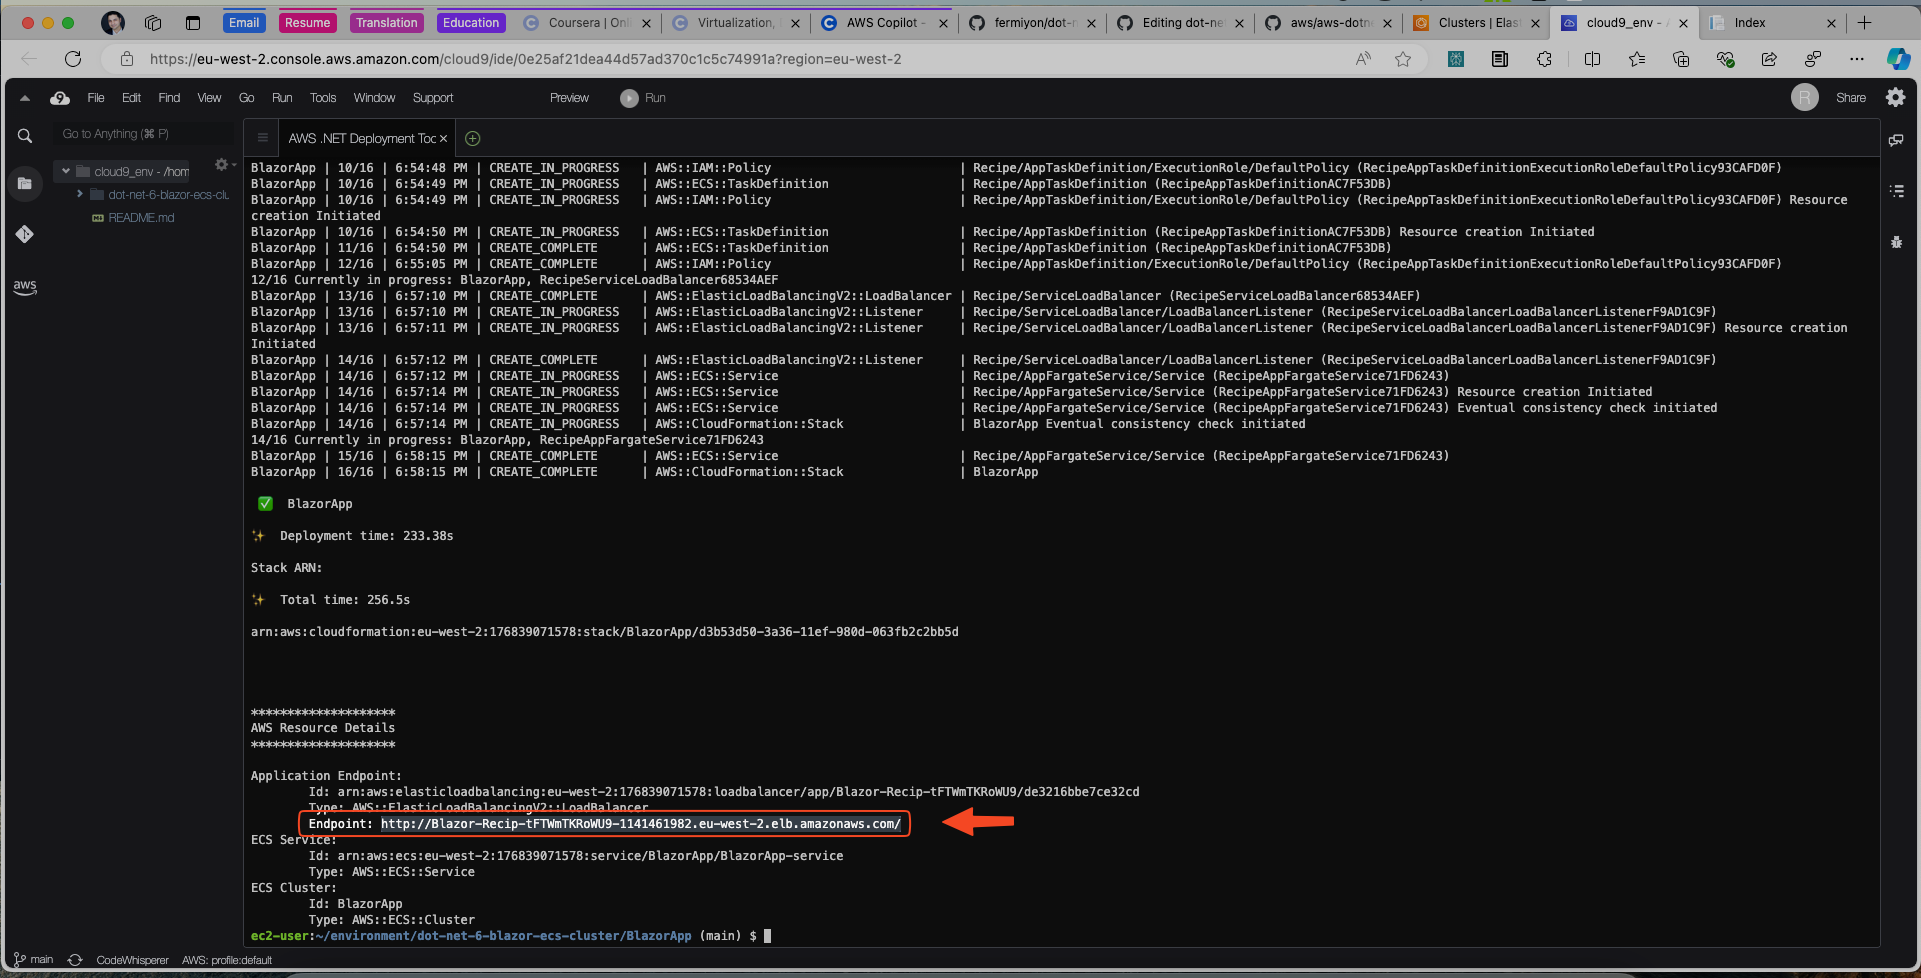 Email Resume Translation Education Coursera | Onli Virtualization, AWS Copilot - fermiyon/dot-n Editing dot-ne aws/aws-dotne Clusters | Elast cloud9_env - Index
https://eu-west-2.console.aws.amazon.com/cloud9/ide/0e25af21dea44d57ad370c1c5c74991a?region=eu-west-2
File Edit Find View Go Run Tools Window Support Preview Run R Share
Go to Anything (⌘ P)
AWS .NET Deployment Toc
cloud9_env - /hom
dot-net-6-blazor-ecs-clu
README.md
aws
BlazorApp | 10/16 | 6:54:48 PM | CREATE_IN_PROGRESS | AWS::IAM::Policy | Recipe/AppTaskDefinition/ExecutionRole/DefaultPolicy (RecipeAppTaskDefinitionExecutionRoleDefaultPolicy93CAFD0F)
BlazorApp | 10/16 | 6:54:49 PM | CREATE_IN_PROGRESS | AWS::ECS::TaskDefinition | Recipe/AppTaskDefinition (RecipeAppTaskDefinitionAC7F53DB)
BlazorApp | 10/16 | 6:54:49 PM | CREATE_IN_PROGRESS | AWS::IAM::Policy | Recipe/AppTaskDefinition/ExecutionRole/DefaultPolicy (RecipeAppTaskDefinitionExecutionRoleDefaultPolicy93CAFD0F) Resource
creation Initiated
BlazorApp | 10/16 | 6:54:50 PM | CREATE_IN_PROGRESS | AWS::ECS::TaskDefinition | Recipe/AppTaskDefinition (RecipeAppTaskDefinitionAC7F53DB) Resource creation Initiated
BlazorApp | 11/16 | 6:54:50 PM | CREATE_COMPLETE | AWS::ECS::TaskDefinition | Recipe/AppTaskDefinition (RecipeAppTaskDefinitionAC7F53DB)
BlazorApp | 12/16 | 6:55:05 PM | CREATE_COMPLETE | AWS::IAM::Policy | Recipe/AppTaskDefinition/ExecutionRole/DefaultPolicy (RecipeAppTaskDefinitionExecutionRoleDefaultPolicy93CAFD0F)
12/16 Currently in progress: BlazorApp, RecipeServiceLoadBalancer68534AEF
BlazorApp | 13/16 | 6:57:10 PM | CREATE_COMPLETE | AWS::ElasticLoadBalancingV2::LoadBalancer | Recipe/ServiceLoadBalancer (RecipeServiceLoadBalancer68534AEF)
BlazorApp | 13/16 | 6:57:10 PM | CREATE_IN_PROGRESS | AWS::ElasticLoadBalancingV2::Listener | Recipe/ServiceLoadBalancer/LoadBalancerListener (RecipeServiceLoadBalancerLoadBalancerListenerF9AD1C9F)
BlazorApp | 13/16 | 6:57:11 PM | CREATE_IN_PROGRESS | AWS::ElasticLoadBalancingV2::Listener | Recipe/ServiceLoadBalancer/LoadBalancerListener (RecipeServiceLoadBalancerLoadBalancerListenerF9AD1C9F) Resource creation
Initiated
BlazorApp | 14/16 | 6:57:12 PM | CREATE_COMPLETE | AWS::ElasticLoadBalancingV2::Listener | Recipe/ServiceLoadBalancer/LoadBalancerListener (RecipeServiceLoadBalancerLoadBalancerListenerF9AD1C9F)
BlazorApp | 14/16 | 6:57:12 PM | CREATE_IN_PROGRESS | AWS::ECS::Service | Recipe/AppFargateService/Service (RecipeAppFargateService71FD6243)
BlazorApp | 14/16 | 6:57:14 PM | CREATE_IN_PROGRESS | AWS::ECS::Service | Recipe/AppFargateService/Service (RecipeAppFargateService71FD6243) Resource creation Initiated
BlazorApp | 14/16 | 6:57:14 PM | CREATE_IN_PROGRESS | AWS::ECS::Service | Recipe/AppFargateService/Service (RecipeAppFargateService71FD6243) Eventual consistency check initiated
BlazorApp | 14/16 | 6:57:14 PM | CREATE_IN_PROGRESS | AWS::CloudFormation::Stack | BlazorApp Eventual consistency check initiated
14/16 Currently in progress: BlazorApp, RecipeAppFargateService71FD6243
BlazorApp | 15/16 | 6:58:15 PM | CREATE_COMPLETE | AWS::ECS::Service | Recipe/AppFargateService/Service (RecipeAppFargateService71FD6243)
BlazorApp | 16/16 | 6:58:15 PM | CREATE_COMPLETE | AWS::CloudFormation::Stack | BlazorApp
✅ BlazorApp
✨ Deployment time: 233.38s
Stack ARN:
✨ Total time: 256.5s
arn:aws:cloudformation:eu-west-2:176839071578:stack/BlazorApp/d3b53d50-3a36-11ef-980d-063fb2c2bb5d
********************
AWS Resource Details
********************
Application Endpoint:
Id: arn:aws:elasticloadbalancing:eu-west-2:176839071578:loadbalancer/app/Blazor-Recip-tFTWmTKRoWU9/de3216bbe7ce32cd
Type: AWS::ElasticLoadBalancingV2::LoadBalancer
Endpoint: http://Blazor-Recip-tFTWmTKRoWU9-1141461982.eu-west-2.elb.amazonaws.com/
ECS Service:
Id: arn:aws:ecs:eu-west-2:176839071578:service/BlazorApp/BlazorApp-service
Type: AWS::ECS::Service
ECS Cluster:
Id: BlazorApp
Type: AWS::ECS::Cluster
ec2-user:~/environment/dot-net-6-blazor-ecs-cluster/BlazorApp (main) $
main CodeWhisperer AWS: profile:default